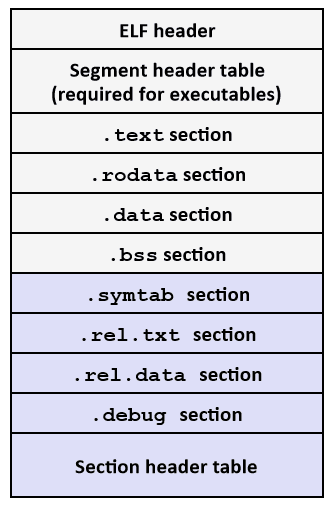 ELF header
Segment header table
(required for executables)
.text section
.rodata section
.data section
.bss section
.symtab section
.rel.txt section
.rel.data section
.debug section
Section header table